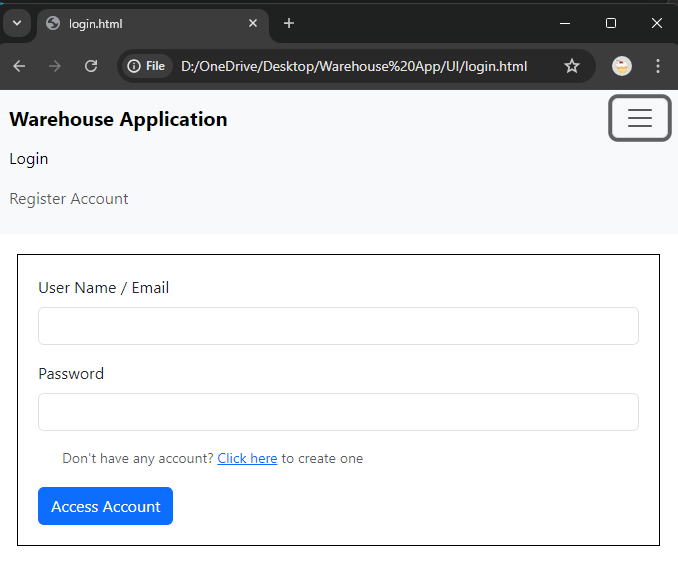 login.html
File D:/OneDrive/Desktop/Warehouse%20App/UI/login.html
Warehouse Application
Login
Register Account
User Name / Email
Password
Don't have any account? Click here to create one
Access Account